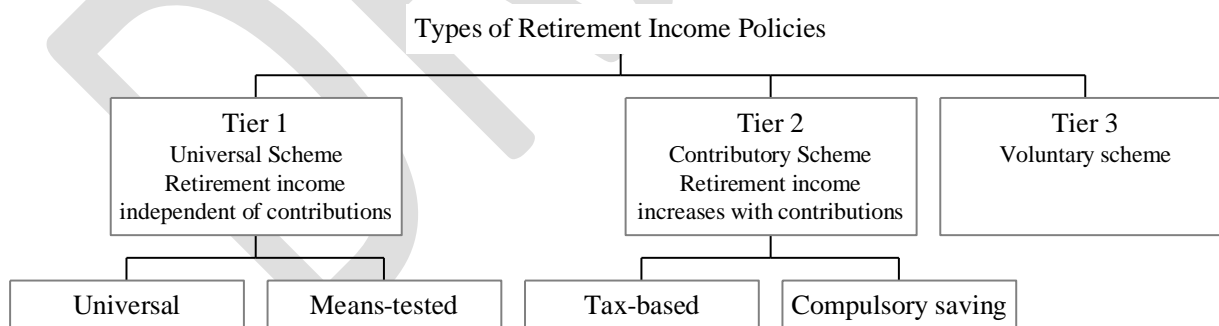 Types of Retirement Income Policies
Tier 1
Universal Scheme
Retirement income
independent of contributions
Tier 2
Contributory Scheme
Retirement income
increases with contributions
Tier 3
Voluntary scheme
Universal
Means-tested
Tax-based
Compulsory saving